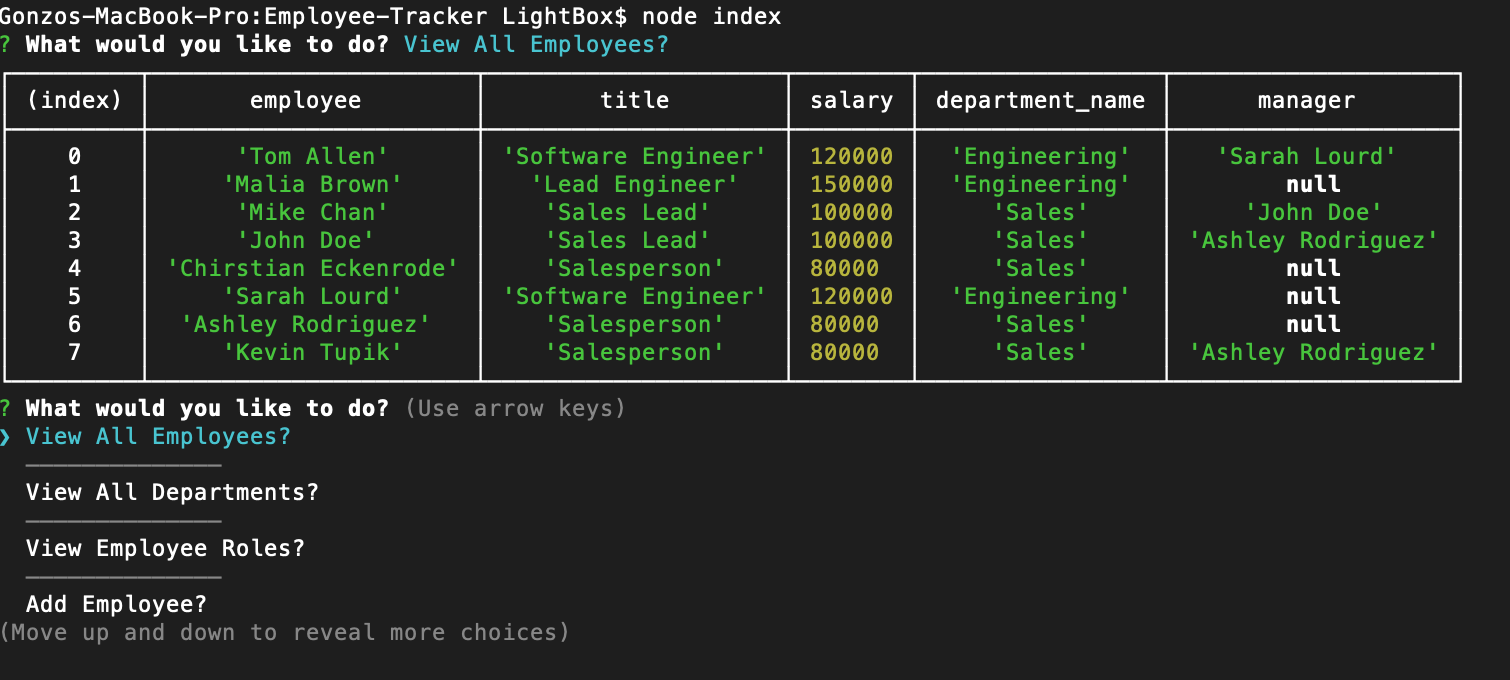 Gonzos-MacBook-Pro:Employee-Tracker LightBox$ node index
? What would you like to do? View All Employees?
(index) employee title salary department_name manager
0 'Tom Allen' 'Software Engineer' 120000 'Engineering' 'Sarah Lourd'
1 'Malia Brown' 'Lead Engineer' 150000 'Engineering' null
2 'Mike Chan' 'Sales Lead' 100000 'Sales' 'John Doe'
3 'John Doe' 'Sales Lead' 100000 'Sales' 'Ashley Rodriguez'
4 'Chirstian Eckenrode' 'Salesperson' 80000 'Sales' null
5 'Sarah Lourd' 'Software Engineer' 120000 'Engineering' null
6 'Ashley Rodriguez' 'Salesperson' 80000 'Sales' null
7 'Kevin Tupik' 'Salesperson' 80000 'Sales' 'Ashley Rodriguez'
? What would you like to do? (Use arrow keys)
❯ View All Employees?
──────────────
View All Departments?
──────────────
View Employee Roles?
──────────────
Add Employee?
(Move up and down to reveal more choices)